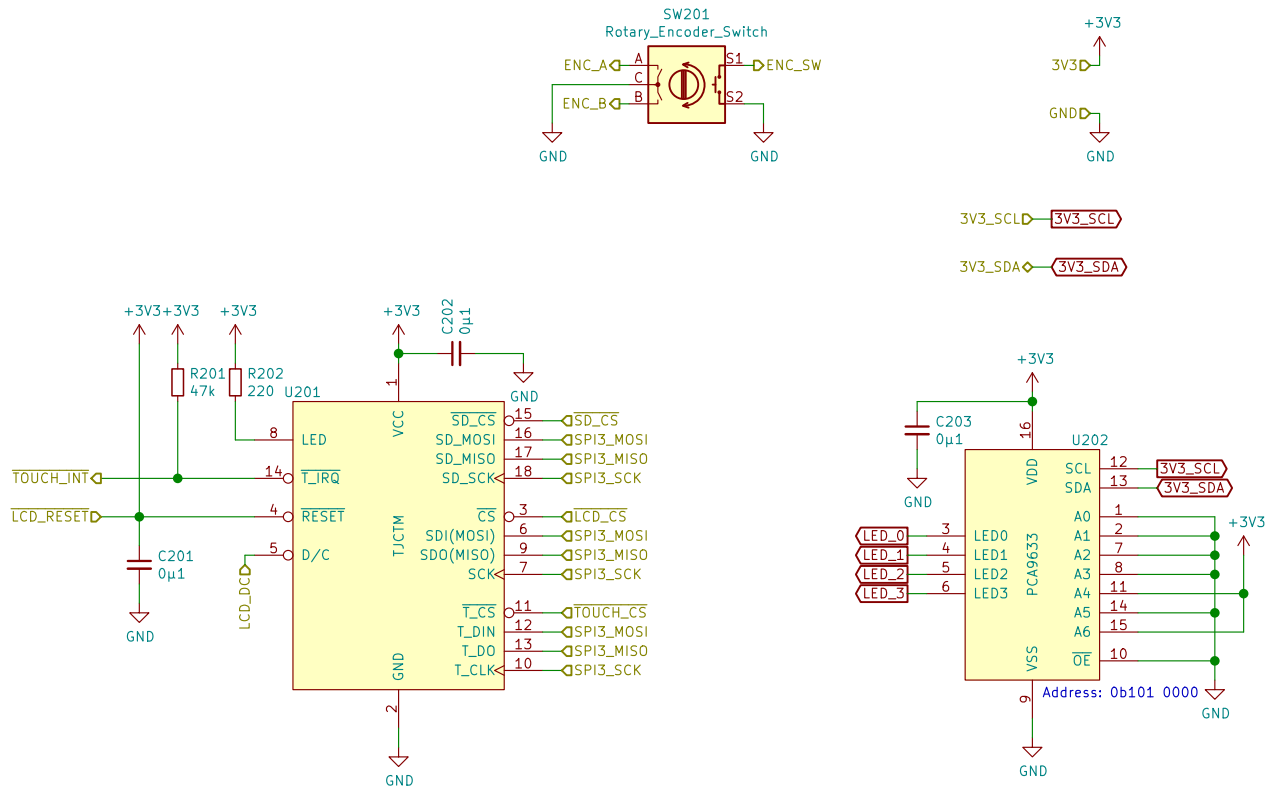 SW201
Rotary_Encoder_Switch
ENC_A
A
C
ENC_B
B
S1
ENC_SW
S2
GND
GND
+3V3
3V3
GND
GND
3V3_SCL
3V3_SCL
3V3_SDA
3V3_SDA
+3V3
+3V3
+3V3
R201
47k
R202
220
U201
+3V3
C202
0µ1
GND
1
VCC
8
LED
TOUCH_INT
14
T_IRQ
LCD_RESET
4
RESET
5
D/C
LCD_DC
C201
0µ1
GND
TJCTM
SD_CS
15
SD_CS
SD_MOSI
16
SPI3_MOSI
SD_MISO
17
SPI3_MISO
SD_SCK
18
SPI3_SCK
CS
3
LCD_CS
SDI(MOSI)
6
SPI3_MOSI
SDO(MISO)
9
SPI3_MISO
SCK
7
SPI3_SCK
T_CS
11
TOUCH_CS
T_DIN
12
SPI3_MOSI
T_DO
13
SPI3_MISO
T_CLK
10
SPI3_SCK
GND
2
GND
+3V3
C203
0µ1
GND
16
VDD
U202
SCL
12
3V3_SCL
SDA
13
3V3_SDA
A0
1
A1
2
A2
7
A3
8
A4
11
A5
14
A6
15
OE
10
+3V3
LED_0
3
LED0
LED_1
4
LED1
LED_2
5
LED2
LED_3
6
LED3
PCA9633
VSS
9
Address: 0b101 0000
GND
GND